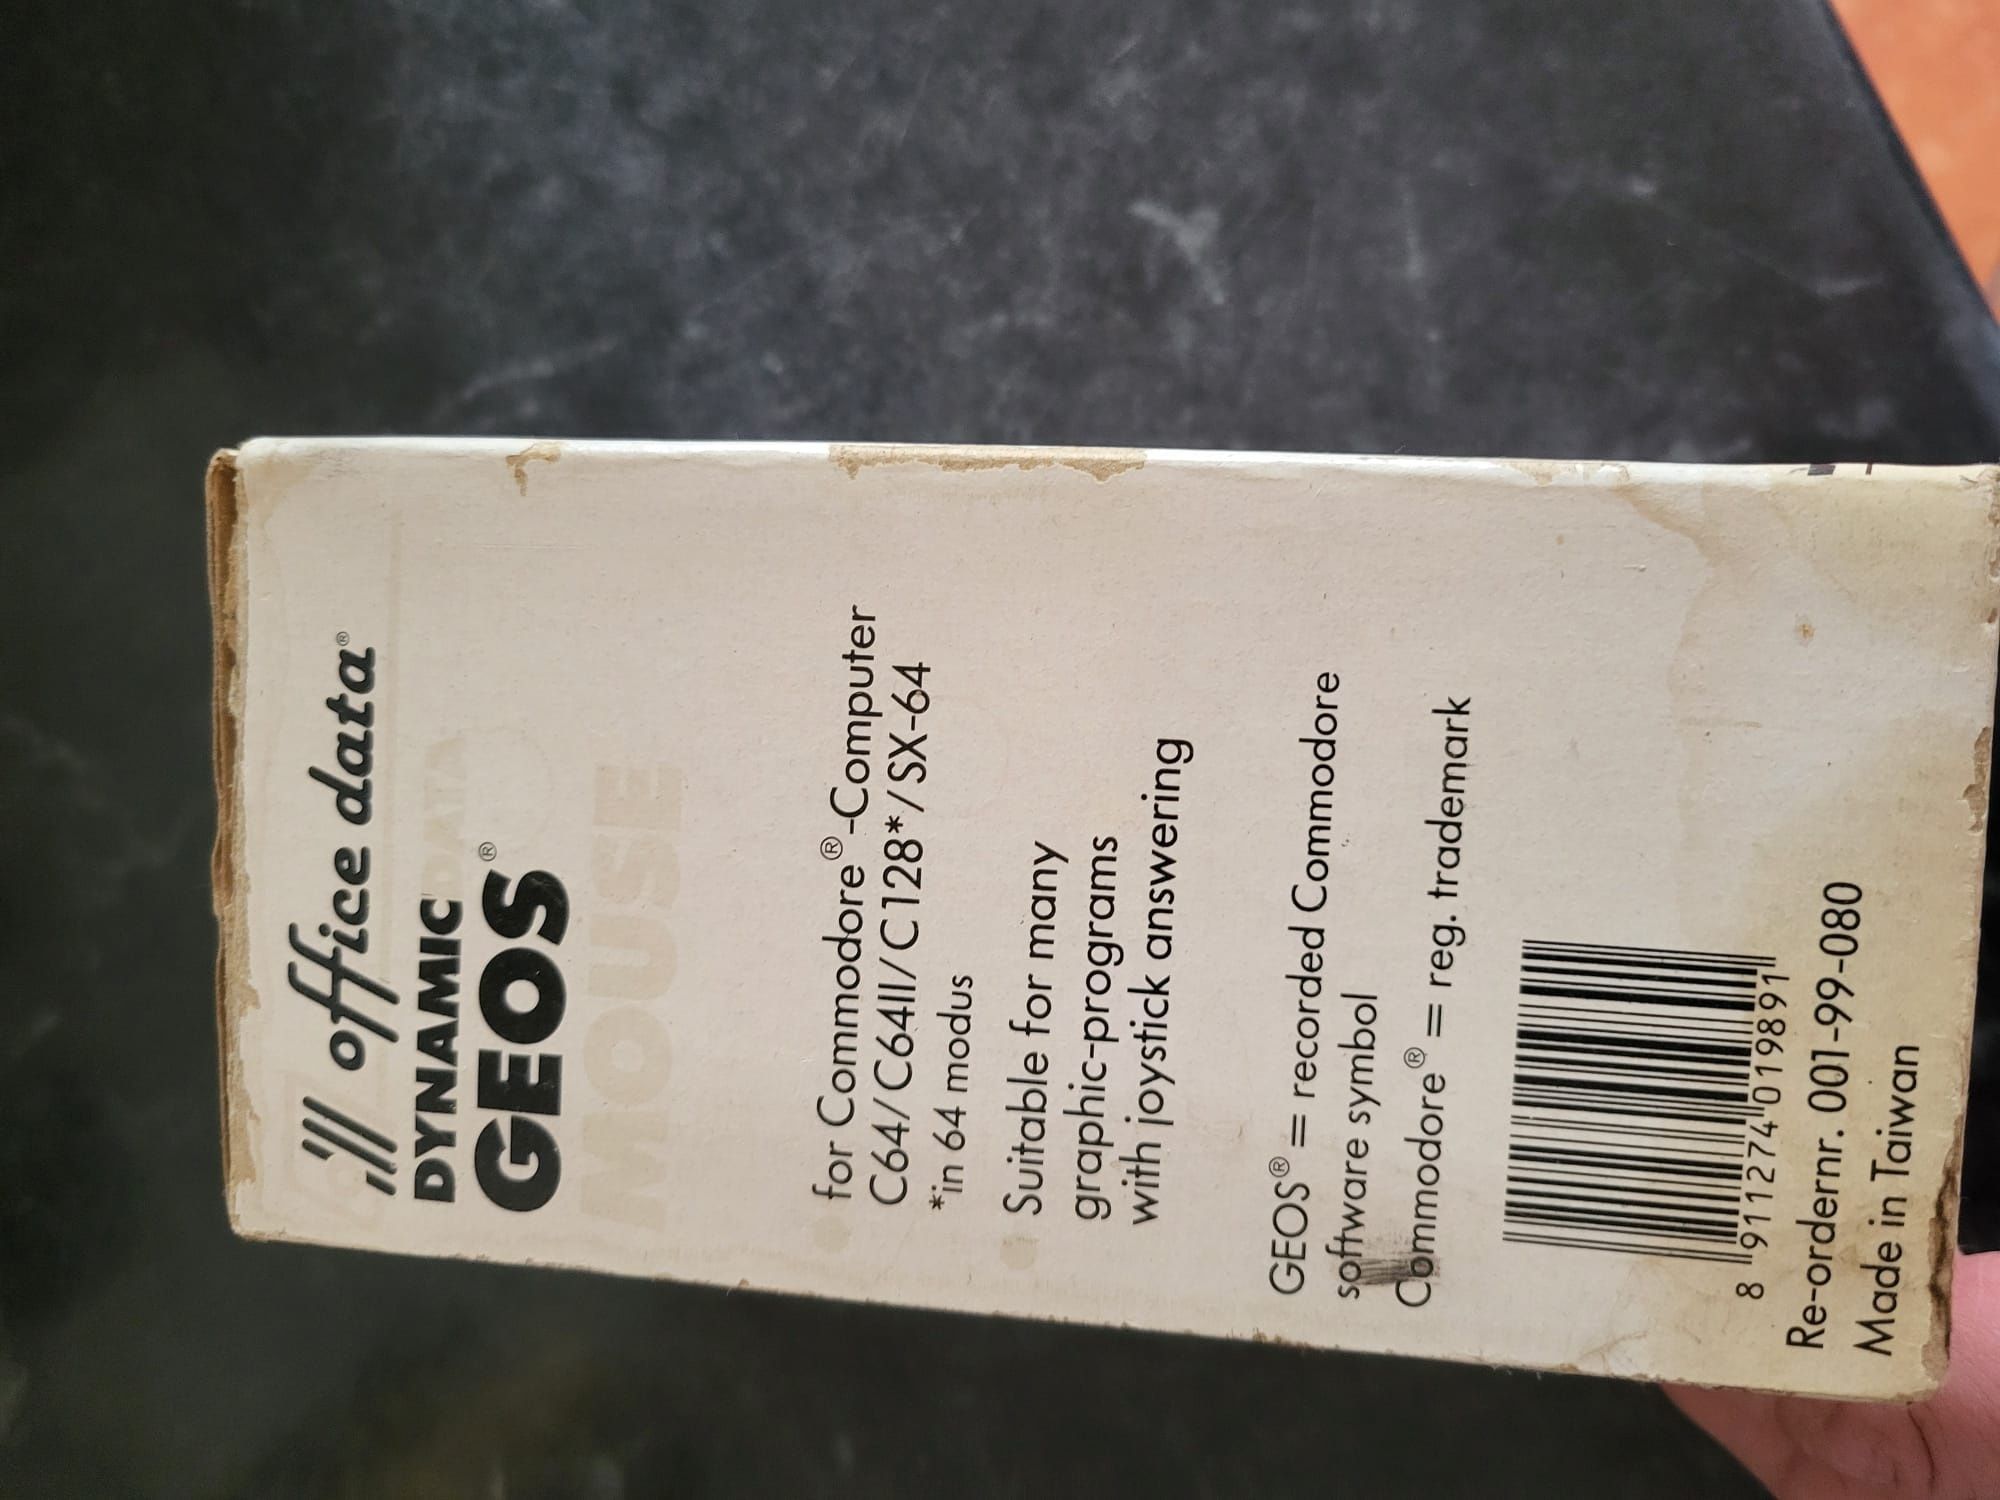 office data®
DYNAMIC DATA
GEOS®
MOUSE
for Commodore®-Computer
C64/C64II/C128*/SX-64
*in 64 modus
Suitable for many
graphic-programs
with joystick answering
GEOS® = recorded Commodore
software symbol
Commodore® = reg. trademark
8 911274 019891
Re-ordernr. 001-99-080
Made in Taiwan